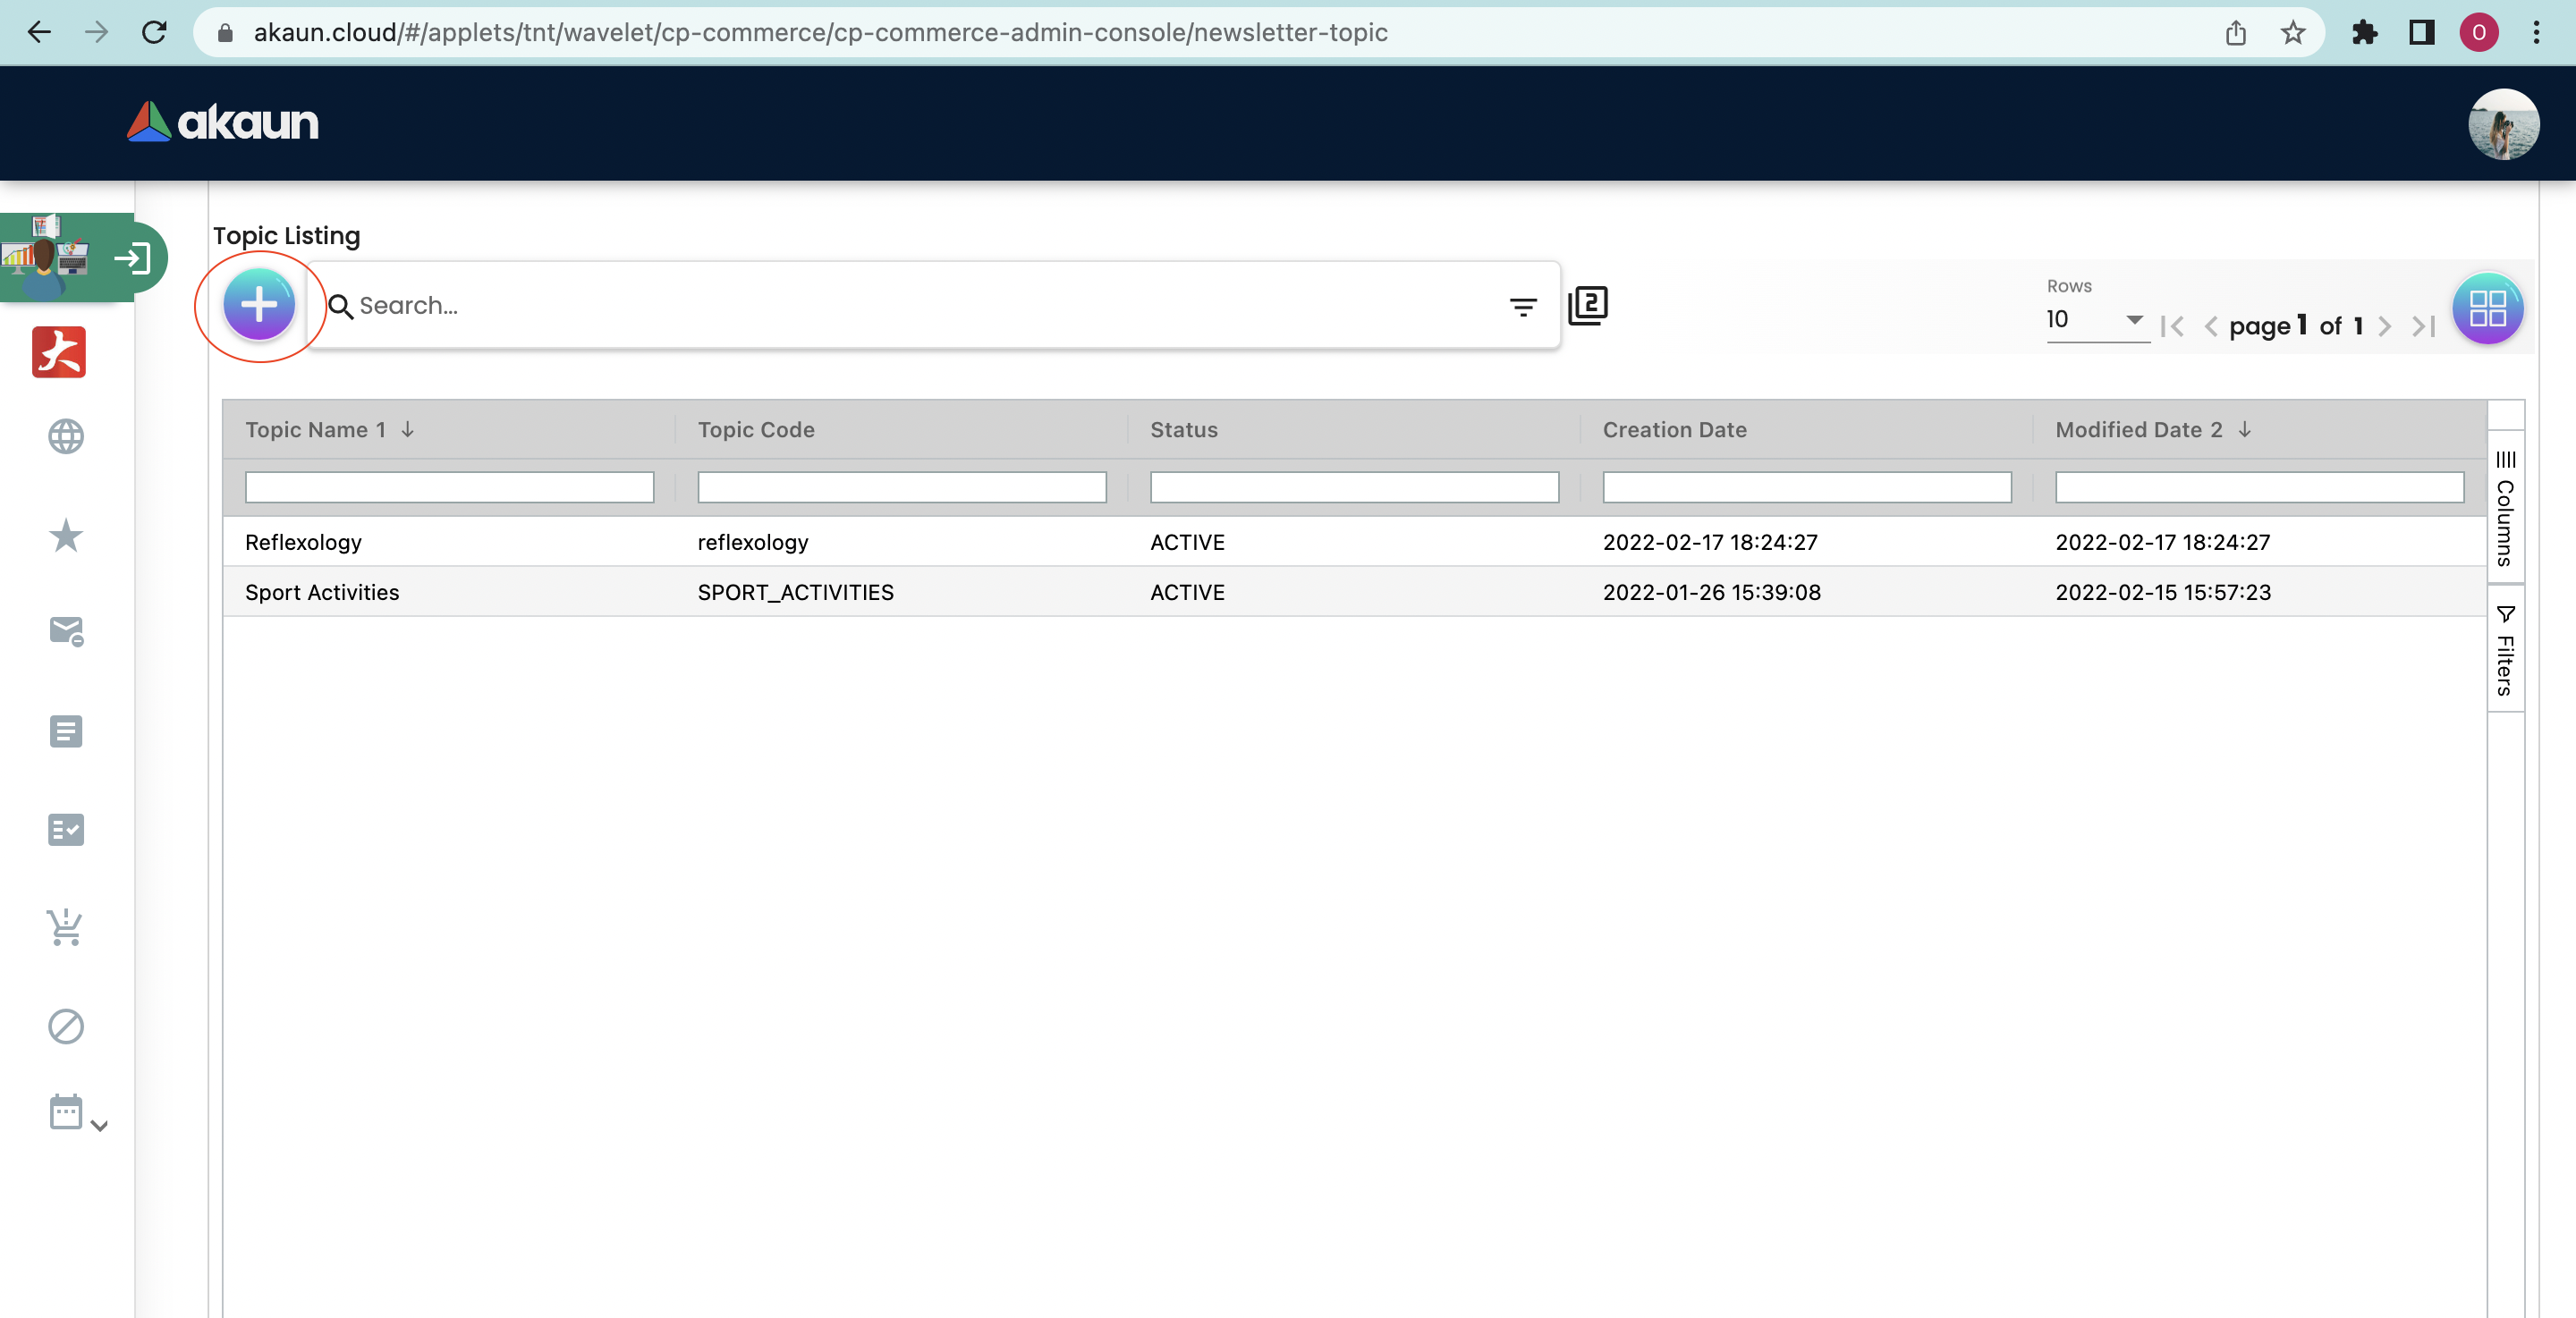 akaun.cloud/#/applets/tnt/wavelet/cp-commerce/cp-commerce-admin-console/newsletter-topic
O
akaun
Topic Listing
Search...
2
Rows
10
page 1 of 1
Topic Name 1 Topic Code Status Creation Date Modified Date 2
Reflexology reflexology ACTIVE 2022-02-17 18:24:27 2022-02-17 18:24:27
Sport Activities SPORT_ACTIVITIES ACTIVE 2022-01-26 15:39:08 2022-02-15 15:57:23
Columns
Filters